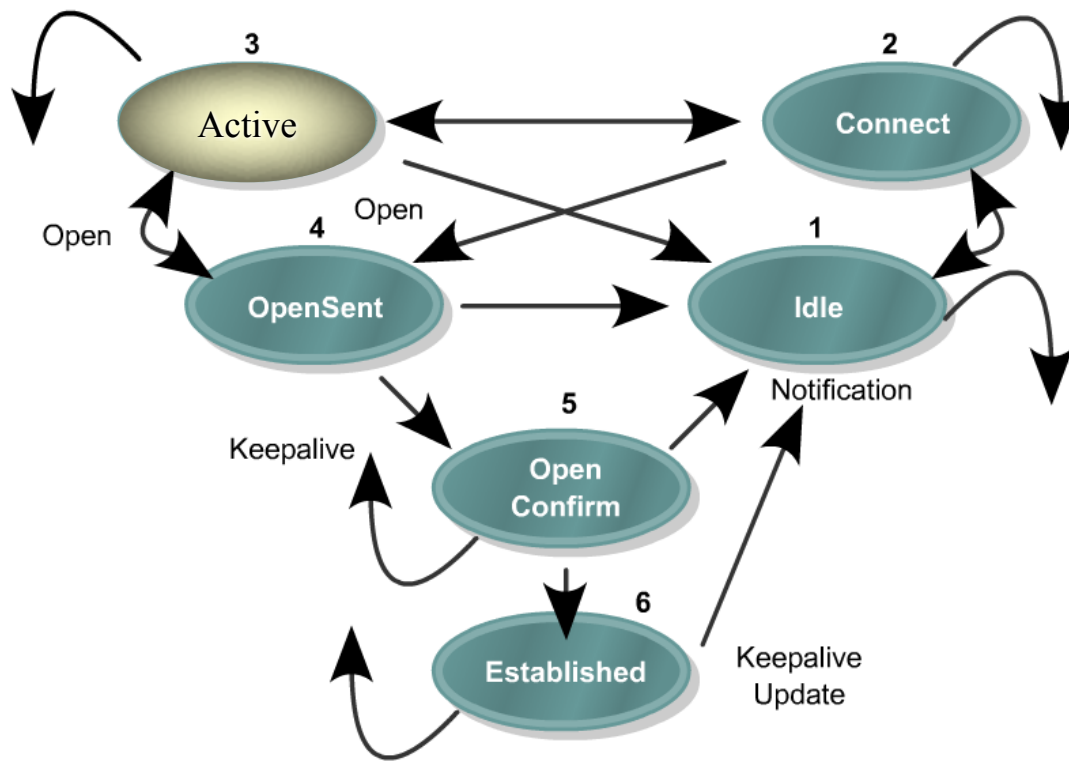 3
2
Active
Connect
Open
Open
4
1
OpenSent
Idle
Notification
5
Keepalive
Open
Confirm
6
Established
Keepalive
Update